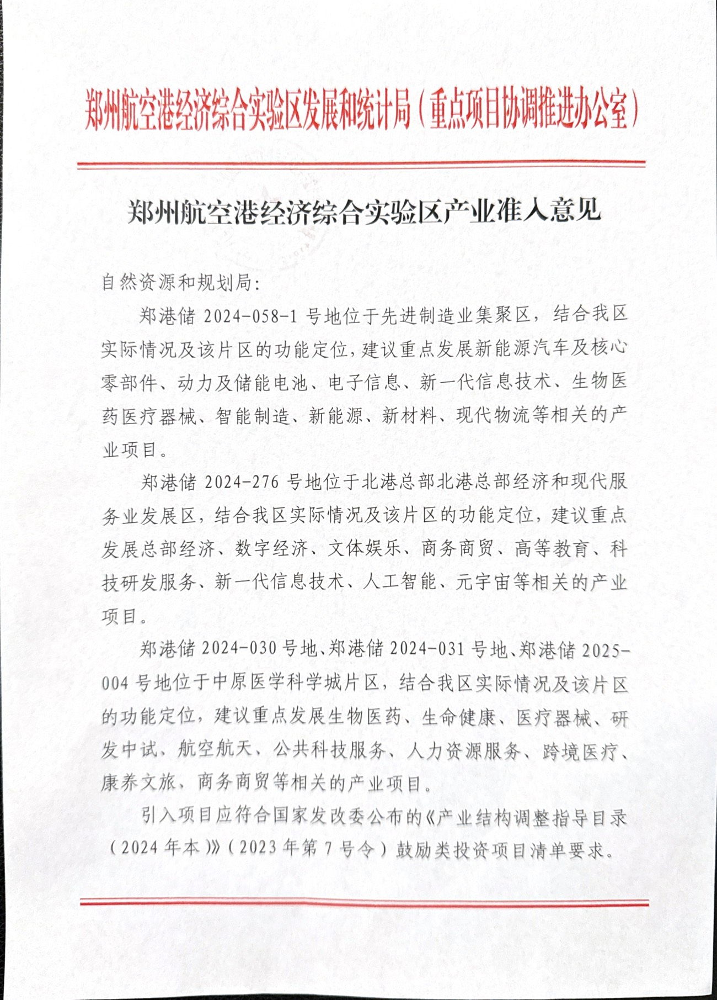 郑州航空港经济综合实验区发展和统计局（重点项目协调推进办公室）
郑州航空港经济综合实验区产业准入意见
自然资源和规划局：
郑港储 2024-058-1 号地位于先进制造业集聚区，结合我区
实际情况及该片区的功能定位，建议重点发展新能源汽车及核心
零部件、动力及储能电池、电子信息、新一代信息技术、生物医
药医疗器械、智能制造、新能源、新材料、现代物流等相关的产
业项目。
郑港储 2024-276 号地位于北港总部北港总部经济和现代服
务业发展区，结合我区实际情况及该片区的功能定位，建议重点
发展总部经济、数字经济、文体娱乐、商务商贸、高等教育、科
技研发服务、新一代信息技术、人工智能、元宇宙等相关的产业
项目。
郑港储 2024-030 号地、郑港储 2024-031 号地、郑港储 2025-
004 号地位于中原医学科学城片区，结合我区实际情况及该片区
的功能定位，建议重点发展生物医药、生命健康、医疗器械、研
发中试、航空航天、公共科技服务、人力资源服务、跨境医疗、
康养文旅、商务商贸等相关的产业项目。
引入项目应符合国家发改委公布的《产业结构调整指导目录
（2024 年本）》（2023 年第 7 号令）鼓励类投资项目清单要求。